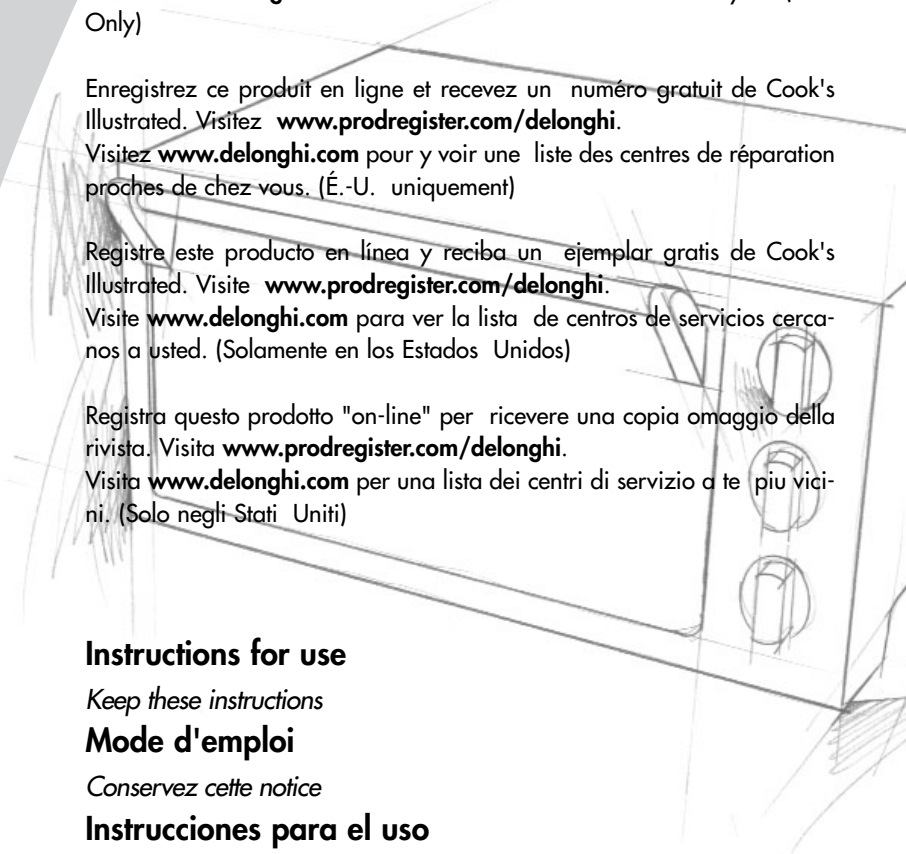 Only)
Enregistrez ce produit en ligne et recevez un numéro gratuit de Cook's
Illustrated. Visitez www.prodregister.com/delonghi.
Visitez www.delonghi.com pour y voir une liste des centres de réparation
proches de chez vous. (É.-U. uniquement)
Registre este producto en línea y reciba un ejemplar gratis de Cook's
Illustrated. Visite www.prodregister.com/delonghi.
Visite www.delonghi.com para ver la lista de centros de servicios cerca-
nos a usted. (Solamente en los Estados Unidos)
Registra questo prodotto "on-line" per ricevere una copia omaggio della
rivista. Visita www.prodregister.com/delonghi.
Visita www.delonghi.com per una lista dei centri di servizio a te piu vici-
ni. (Solo negli Stati Uniti)
Instructions for use
Keep these instructions
Mode d'emploi
Conservez cette notice
Instrucciones para el uso